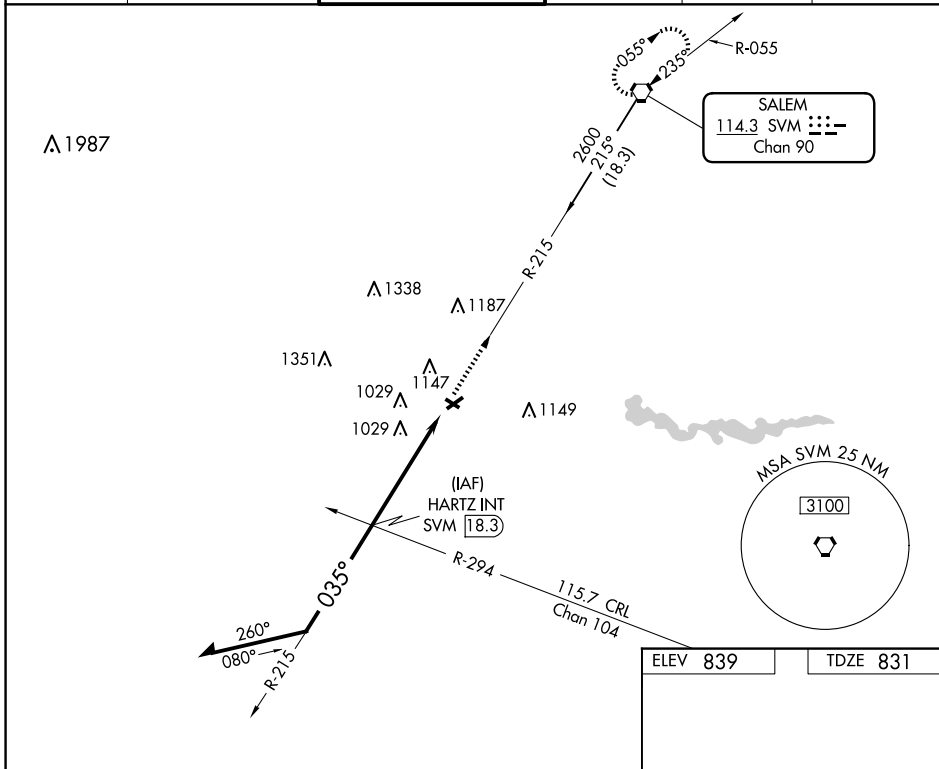 055°
235°
R-055
SALEM
114.3 SVM
Chan 90
1987
2600
215°
(18.3)
R-215
1338
1187
1351
1147
1029
1149
1029
MSA SVM 25 NM
3100
(IAF)
HARTZ INT
SVM 18.3
R-294
115.7 CRL
Chan 104
035°
260°
080°
R-215
ELEV 839
TDZE 831